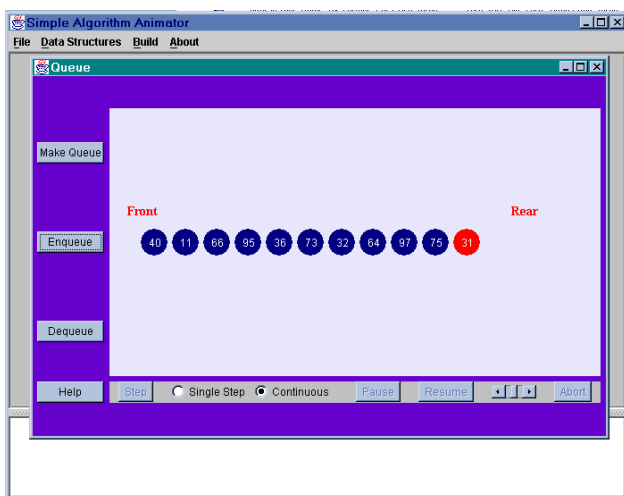 Simple Algorithm Animator
File Data Structures Build About
Queue
Make Queue
Front Rear
Enqueue 40 11 66 95 36 73 32 64 97 75 31
Dequeue
Help Step Single Step Continuous Pause Resume Abort